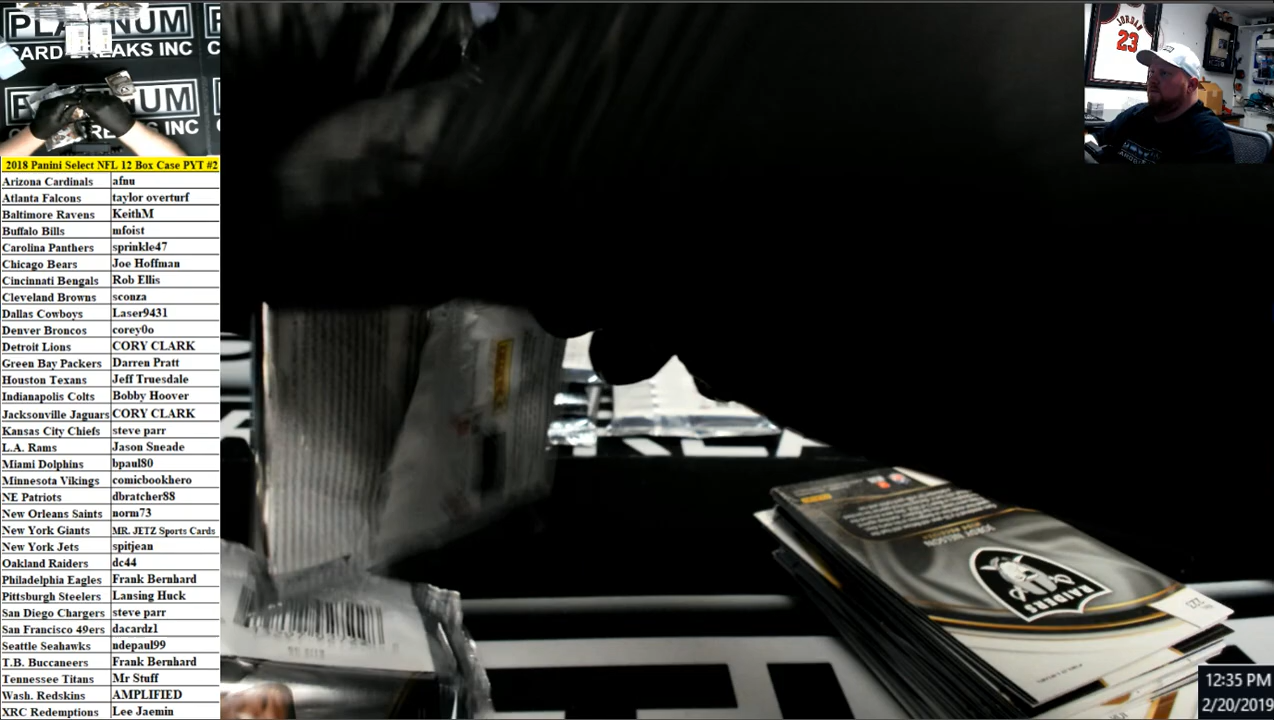 PLATINUM
CARD BREAKS INC
PLATINUM
INC
JORDAN
23
2018 Panini Select NFL 12 Box Case PYT #2
Arizona Cardinals afnu
Atlanta Falcons taylor overturf
Baltimore Ravens KeithM
Buffalo Bills mfoist
Carolina Panthers sprinkle47
Chicago Bears Joe Hoffman
Cincinnati Bengals Rob Ellis
Cleveland Browns sconza
Dallas Cowboys Laser9431
Denver Broncos corey0o
Detroit Lions CORY CLARK
Green Bay Packers Darren Pratt
Houston Texans Jeff Truesdale
Indianapolis Colts Bobby Hoover
Jacksonville Jaguars CORY CLARK
Kansas City Chiefs steve parr
L.A. Rams Jason Sneade
Miami Dolphins bpaul80
Minnesota Vikings comicbookhero
NE Patriots dbratcher88
New Orleans Saints norm73
New York Giants MR. JETZ Sports Cards
New York Jets spitjean
Oakland Raiders dc44
Philadelphia Eagles Frank Bernhard
Pittsburgh Steelers Lansing Huck
San Diego Chargers steve parr
San Francisco 49ers dacardz1
Seattle Seahawks ndepaul99
T.B. Buccaneers Frank Bernhard
Tennessee Titans Mr Stuff
Wash. Redskins AMPLIFIED
XRC Redemptions Lee Jaemin
JORDY NELSON
RAIDERS
12:35 PM
2/20/2019